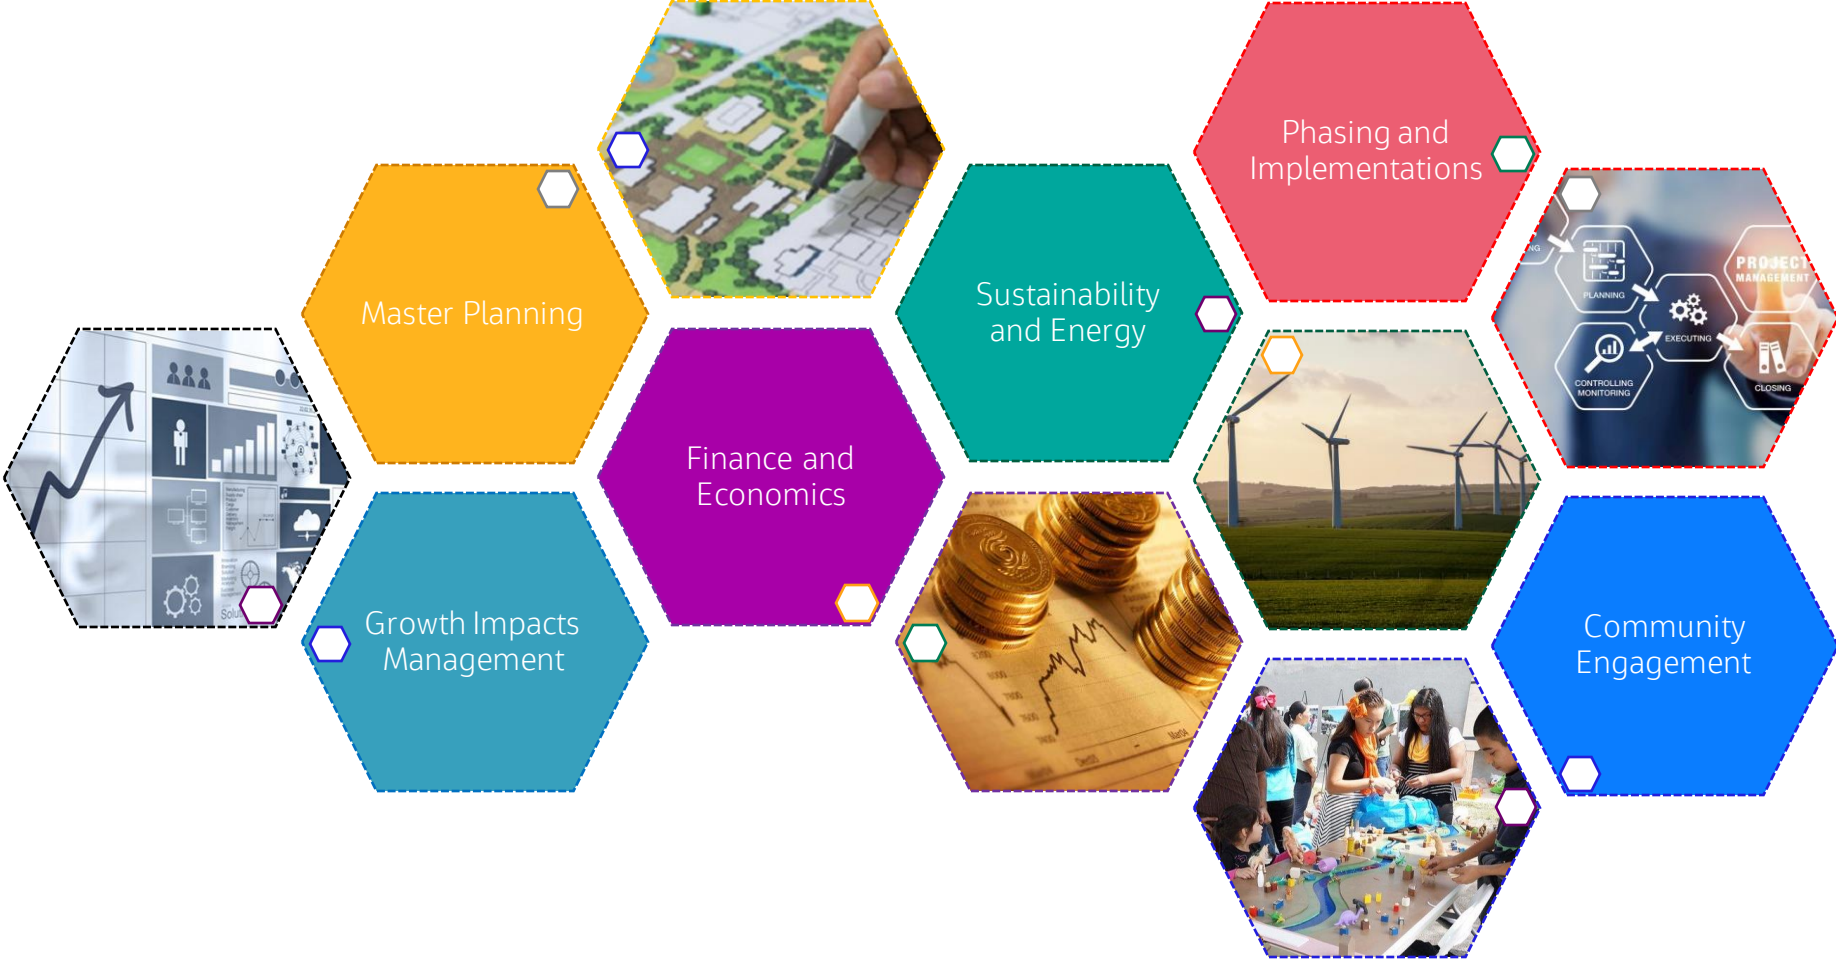 Master Planning
Growth Impacts
Management
Finance and
Economics
Sustainability
and Energy
Phasing and
Implementations
PROJECT
MANAGEMENT
PLANNING
EXECUTING
CONTROLLING
MONITORING
CLOSING
Community
Engagement